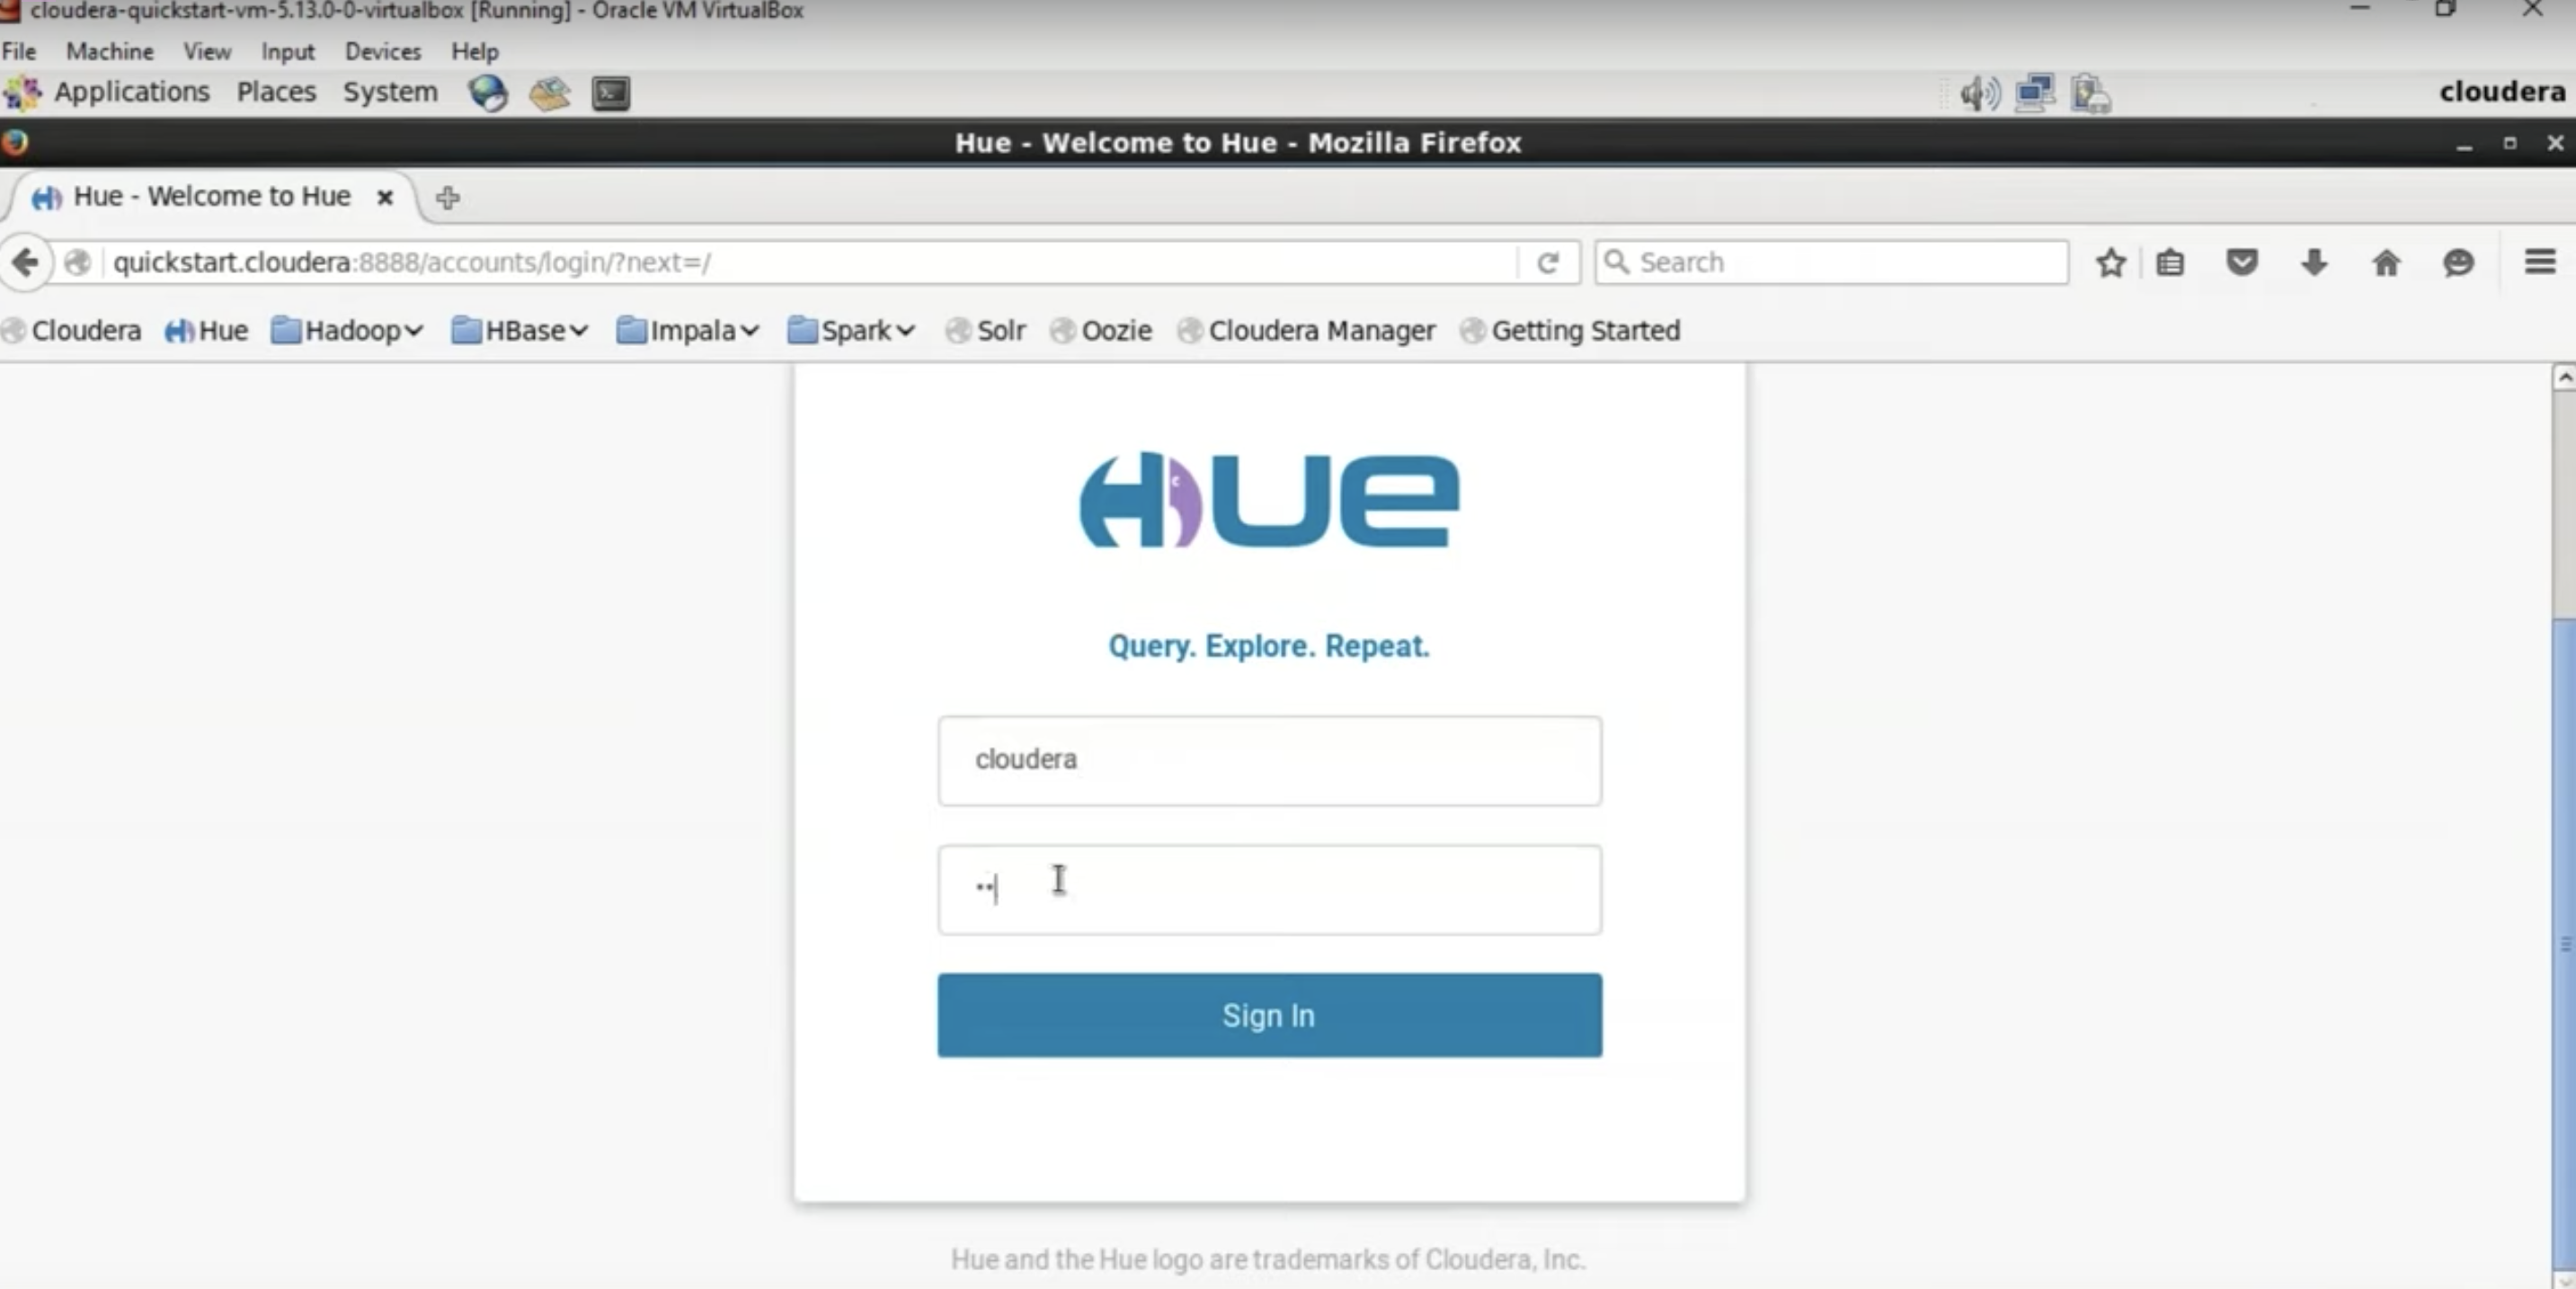 cloudera-quickstart-vm-5.13.0-0-virtualbox [Running] - Oracle VM VirtualBox
File Machine View Input Devices Help
Applications Places System cloudera
Hue - Welcome to Hue - Mozilla Firefox
Hue - Welcome to Hue
quickstart.cloudera:8888/accounts/login/?next=/ Search
Cloudera Hue Hadoop HBase Impala Spark Solr Oozie Cloudera Manager Getting Started
HUE
Query. Explore. Repeat.
cloudera
••
Sign In
Hue and the Hue logo are trademarks of Cloudera, Inc.